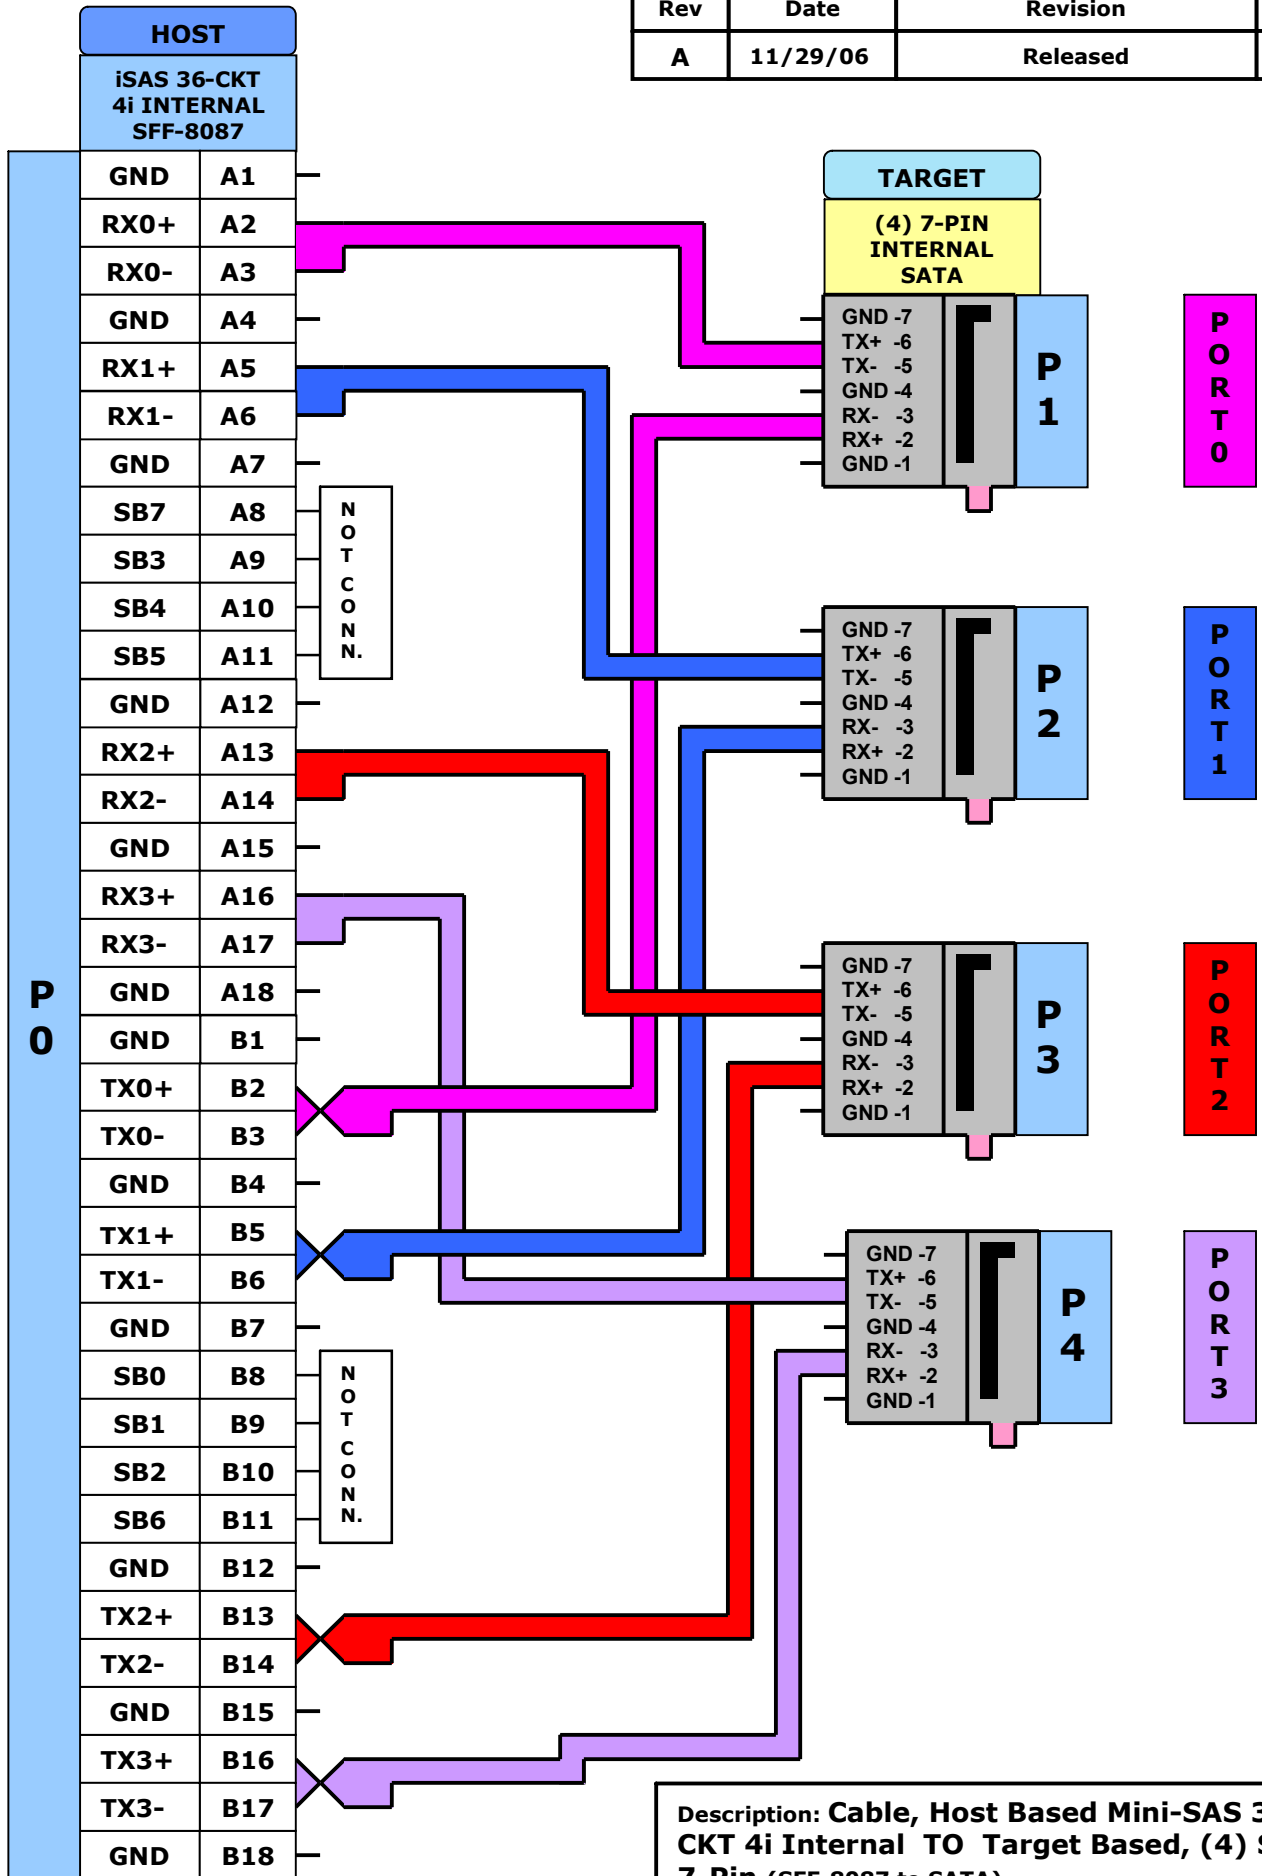 Rev Date Revision
A 11/29/06 Released
HOST
iSAS 36-CKT
4i INTERNAL
SFF-8087
P
0
GND A1
RX0+ A2
RX0- A3
GND A4
RX1+ A5
RX1- A6
GND A7
SB7 A8
SB3 A9
SB4 A10
SB5 A11
GND A12
RX2+ A13
RX2- A14
GND A15
RX3+ A16
RX3- A17
GND A18
GND B1
TX0+ B2
TX0- B3
GND B4
TX1+ B5
TX1- B6
GND B7
SB0 B8
SB1 B9
SB2 B10
SB6 B11
GND B12
TX2+ B13
TX2- B14
GND B15
TX3+ B16
TX3- B17
GND B18
N
O
T
C
O
N
N.
N
O
T
C
O
N
N.
TARGET
(4) 7-PIN
INTERNAL
SATA
GND -7
TX+ -6
TX- -5
GND -4
RX- -3
RX+ -2
GND -1
P
1
P
O
R
T
0
GND -7
TX+ -6
TX- -5
GND -4
RX- -3
RX+ -2
GND -1
P
2
P
O
R
T
1
GND -7
TX+ -6
TX- -5
GND -4
RX- -3
RX+ -2
GND -1
P
3
P
O
R
T
2
GND -7
TX+ -6
TX- -5
GND -4
RX- -3
RX+ -2
GND -1
P
4
P
O
R
T
3
Description: Cable, Host Based Mini-SAS
CKT 4i Internal TO Target Based, (4)
7-Pin (SFF-8087 to SATA)